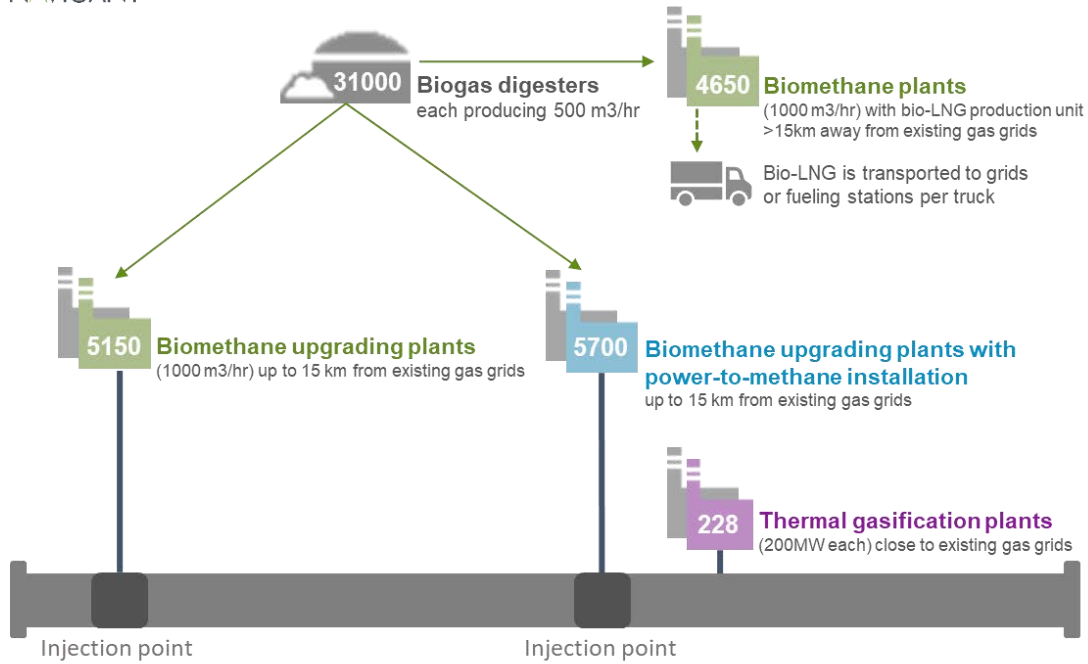 31000
Biogas digesters
each producing 500 m3/hr
4650
Biomethane plants
(1000 m3/hr) with bio-LNG production unit
>15km away from existing gas grids
Bio-LNG is transported to grids
or fueling stations per truck
5150
Biomethane upgrading plants
(1000 m3/hr) up to 15 km from existing gas grids
5700
Biomethane upgrading plants with
power-to-methane installation
up to 15 km from existing gas grids
228
Thermal gasification plants
(200MW each) close to existing gas grids
Injection point
Injection point